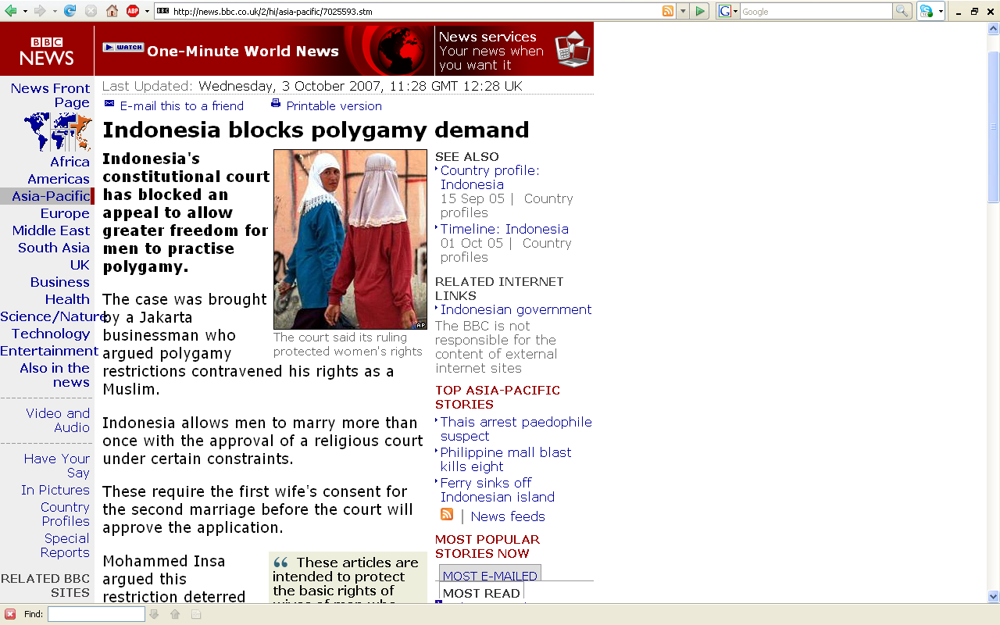 ABP
BBC http://news.bbc.co.uk/2/hi/asia-pacific/7025593.stm
G Google
BBC
NEWS
WATCH One-Minute World News
News services
Your news when
you want it
News Front
Page
Africa
Americas
Asia-Pacific
Europe
Middle East
South Asia
UK
Business
Health
Science/Nature
Technology
Entertainment
Also in the
news
Video and
Audio
Have Your
Say
In Pictures
Country
Profiles
Special
Reports
RELATED BBC
SITES
Last Updated: Wednesday, 3 October 2007, 11:28 GMT 12:28 UK
E-mail this to a friend
Printable version
Indonesia blocks polygamy demand
Indonesia's
constitutional court
has blocked an
appeal to allow
greater freedom for
men to practise
polygamy.
AP
The court said its ruling
protected women's rights
The case was brought
by a Jakarta
businessman who
argued polygamy
restrictions contravened his rights as a
Muslim.
Indonesia allows men to marry more than
once with the approval of a religious court
under certain constraints.
These require the first wife's consent for
the second marriage before the court will
approve the application.
Mohammed Insa
argued this
restriction deterred
“ These articles are
intended to protect
the basic rights of
wives of men who
SEE ALSO
Country profile:
Indonesia
15 Sep 05 | Country
profiles
Timeline: Indonesia
01 Oct 05 | Country
profiles
RELATED INTERNET
LINKS
Indonesian government
The BBC is not
responsible for the
content of external
internet sites
TOP ASIA-PACIFIC
STORIES
Thais arrest paedophile
suspect
Philippine mall blast
kills eight
Ferry sinks off
Indonesian island
| News feeds
MOST POPULAR
STORIES NOW
MOST E-MAILED
MOST READ
Find: